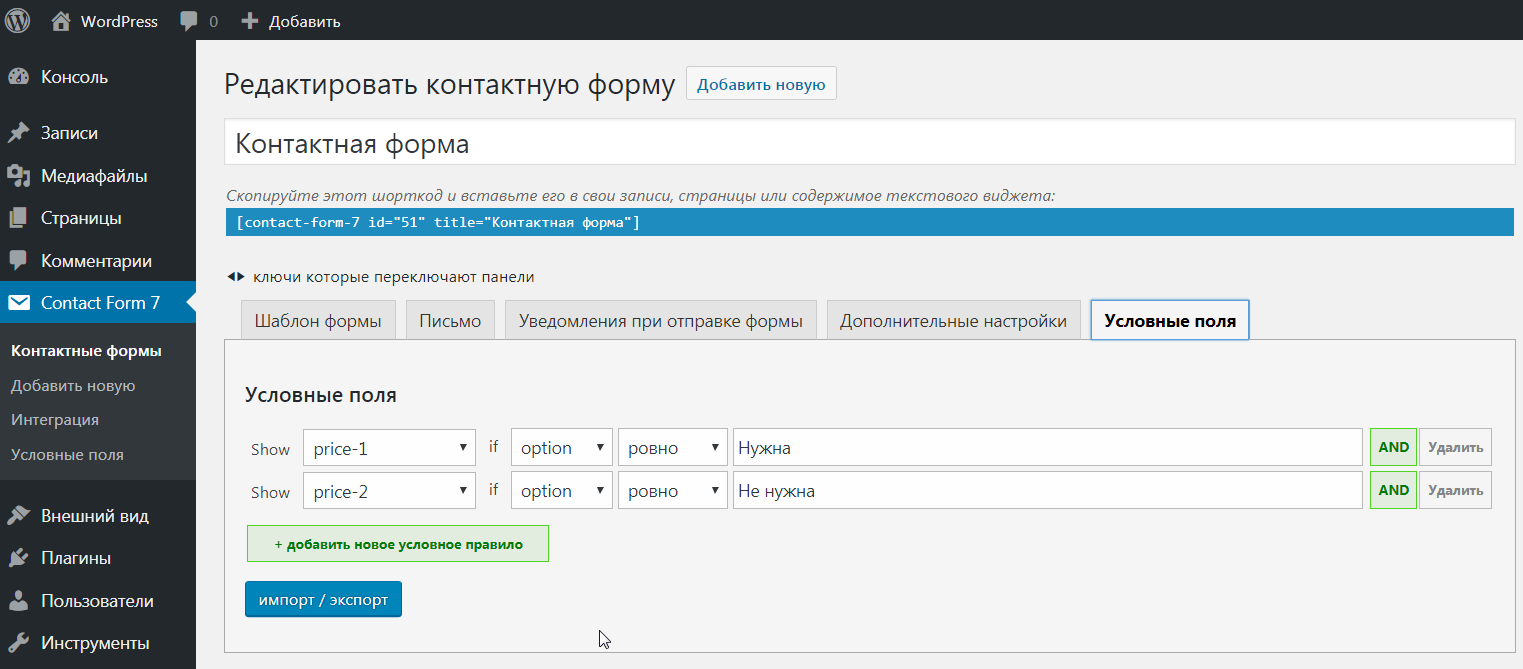 WordPress 0 Добавить
Консоль
Записи
Медиафайлы
Страницы
Комментарии
Contact Form 7
Контактные формы
Добавить новую
Интеграция
Условные поля
Внешний вид
Плагины
Пользователи
Инструменты
Редактировать контактную форму Добавить новую
Контактная форма
Скопируйте этот шорткод и вставьте его в свои записи, страницы или содержимое текстового виджета:
[contact-form-7 id="51" title="Контактная форма"]
ключи которые переключают панели
Шаблон формы Письмо Уведомления при отправке формы Дополнительные настройки Условные поля
Условные поля
Show price-1 if option ровно Нужна AND Удалить
Show price-2 if option ровно Не нужна AND Удалить
+ добавить новое условное правило
импорт / экспорт